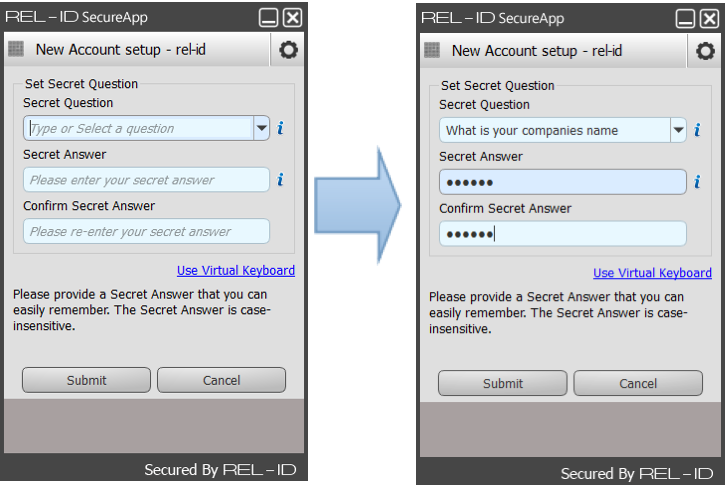 REL-ID SecureApp
New Account setup - rel-id
Set Secret Question
Secret Question
Type or Select a question
i
Secret Answer
Please enter your secret answer
i
Confirm Secret Answer
Please re-enter your secret answer
Use Virtual Keyboard
Please provide a Secret Answer that you can
easily remember. The Secret Answer is case-
insensitive.
Submit
Cancel
Secured By REL-ID
REL-ID SecureApp
New Account setup - rel-id
Set Secret Question
Secret Question
What is your companies name
i
Secret Answer
••••••
i
Confirm Secret Answer
••••••
Use Virtual Keyboard
Please provide a Secret Answer that you can
easily remember. The Secret Answer is case-
insensitive.
Submit
Cancel
Secured By REL-ID